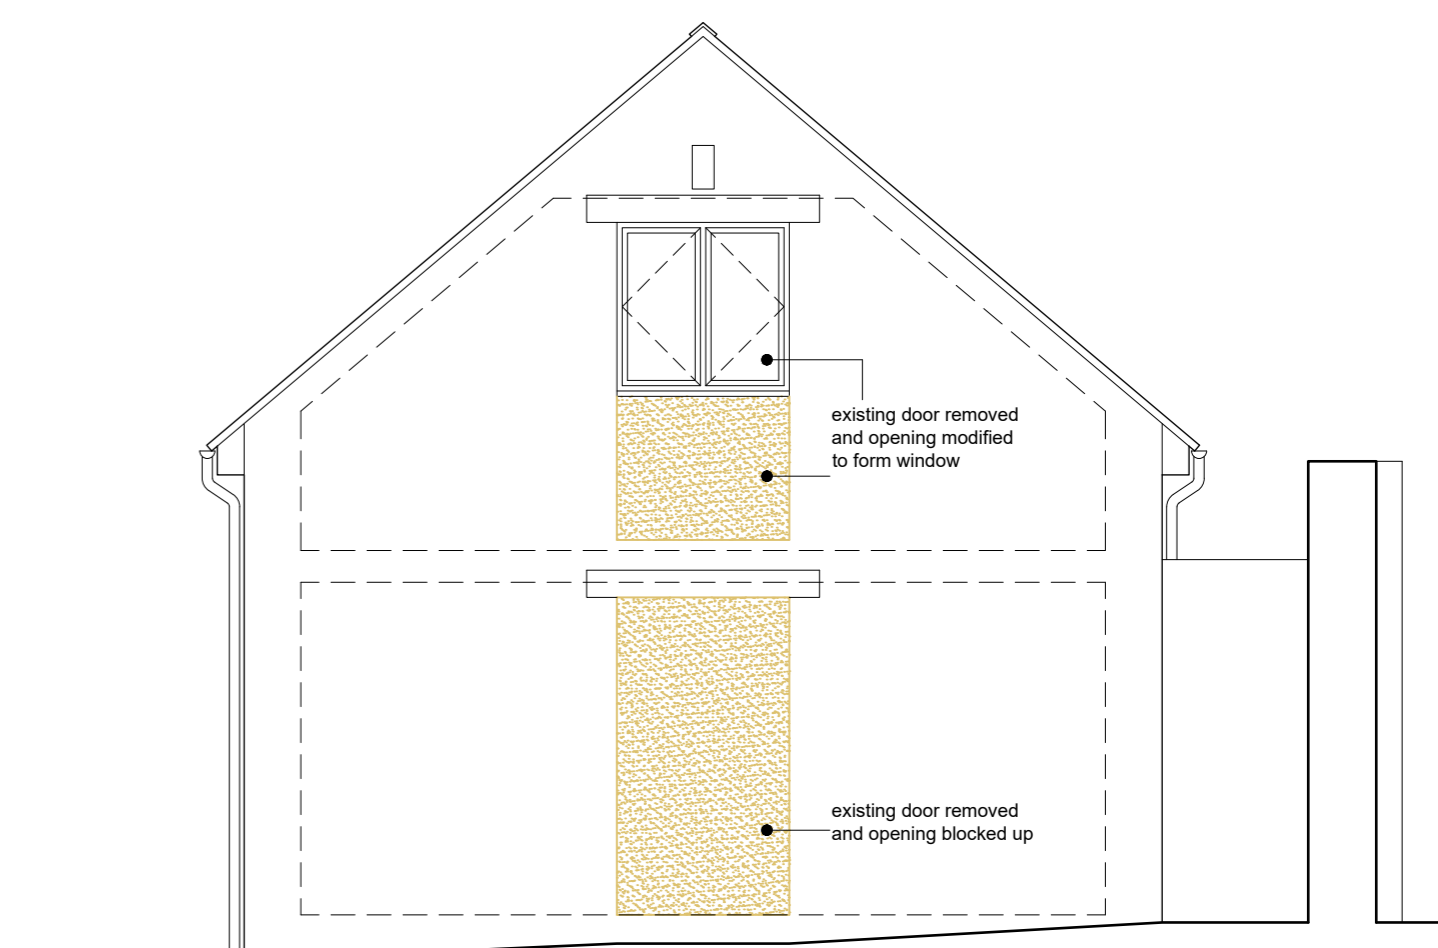 existing door removed
and opening modified
to form window
existing door removed
and opening blocked up